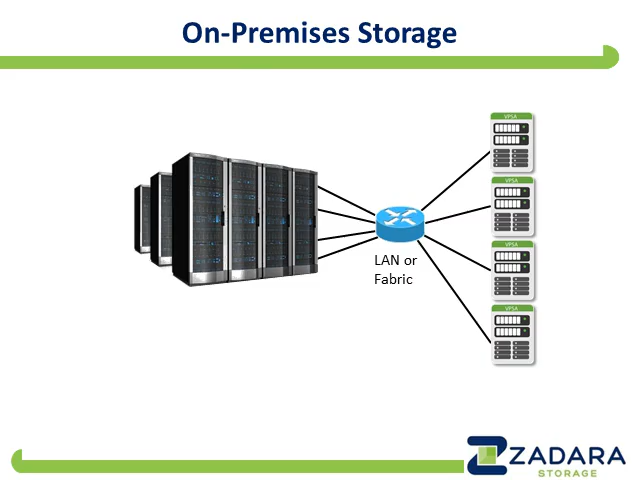 On-Premises Storage
VPSA
VPSA
VPSA
VPSA
LAN or
Fabric
ZADARA
STORAGE